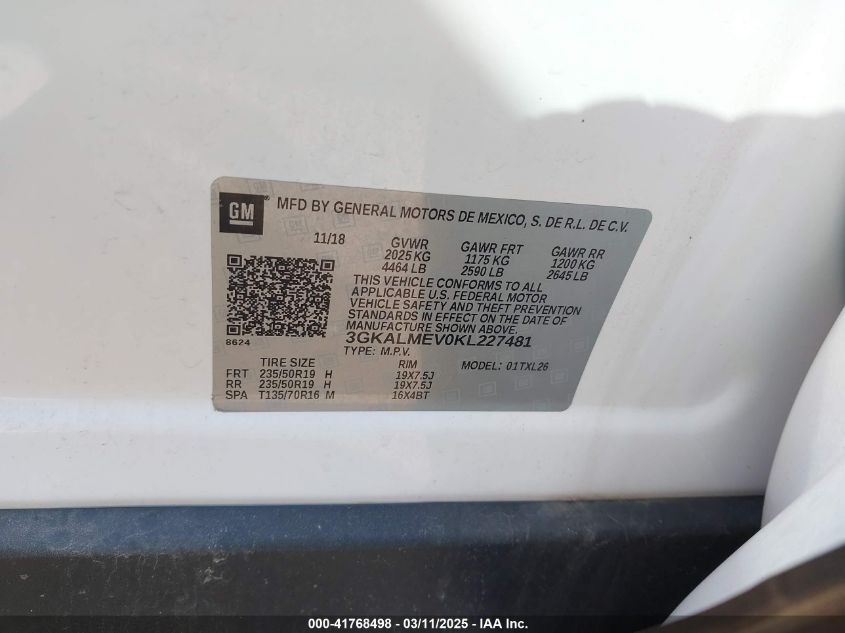 GM ® MFD BY GENERAL MOTORS DE MEXICO, S. DE R.L. DE C.V.
11/18 GVWR GAWR FRT GAWR RR
2025 KG 1175 KG 1200 KG
4464 LB 2590 LB 2645 LB
THIS VEHICLE CONFORMS TO ALL
APPLICABLE U.S. FEDERAL MOTOR
VEHICLE SAFETY AND THEFT PREVENTION
STANDARDS IN EFFECT ON THE DATE OF
MANUFACTURE SHOWN ABOVE.
8624 3GKALMEV0KL227481
TYPE: M.P.V. MODEL: 01TXL26
TIRE SIZE RIM
FRT 235/50R19 H 19X7.5J
RR 235/50R19 H 19X7.5J
SPA T135/70R16 M 16X4BT
000-41768498 - 03/11/2025 - IAA Inc.